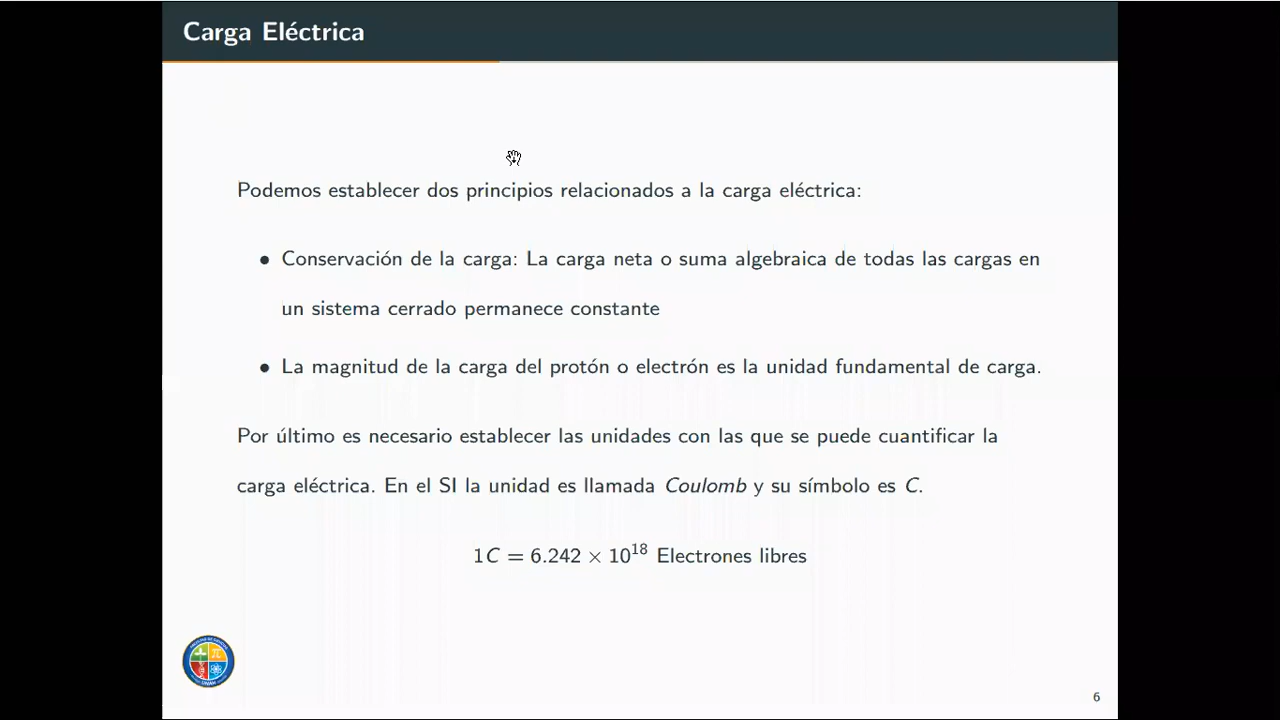 Carga Eléctrica
Podemos establecer dos principios relacionados a la carga eléctrica:
• Conservación de la carga: La carga neta o suma algebraica de todas las cargas en
un sistema cerrado permanece constante
• La magnitud de la carga del protón o electrón es la unidad fundamental de carga.
Por último es necesario establecer las unidades con las que se puede cuantificar la
carga eléctrica. En el SI la unidad es llamada Coulomb y su símbolo es C.
1C = 6.242 × 10¹⁸ Electrones libres
6